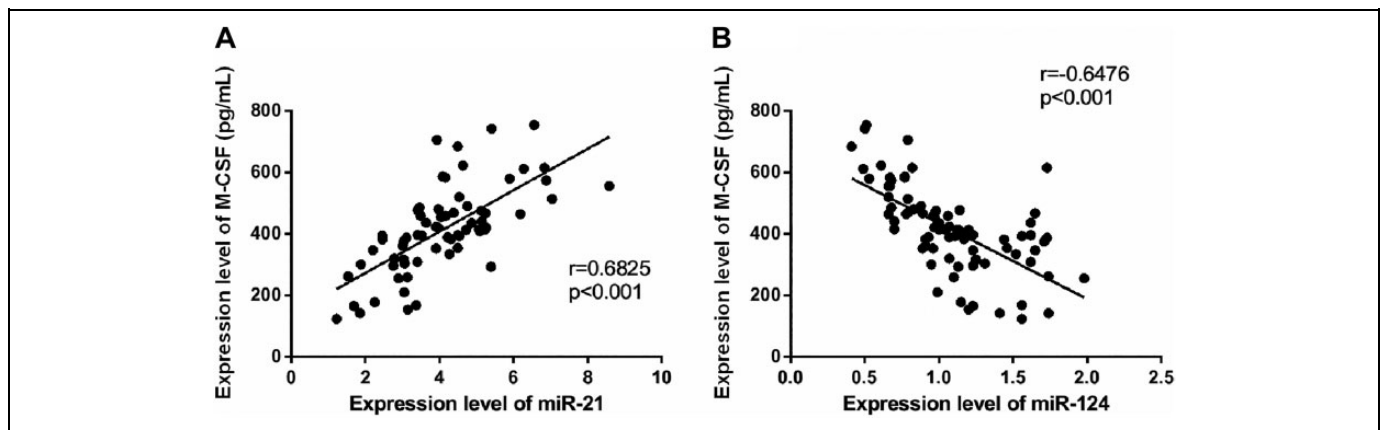 A
Expression level of M-CSF (pg/mL)
800
600
400
200
0
0 2 4 6 8 10
Expression level of miR-21
r=0.6825
p<0.001
B
Expression level of M-CSF (pg/mL)
800
600
400
200
0
0.0 0.5 1.0 1.5 2.0 2.5
Expression level of miR-124
r=-0.6476
p<0.001